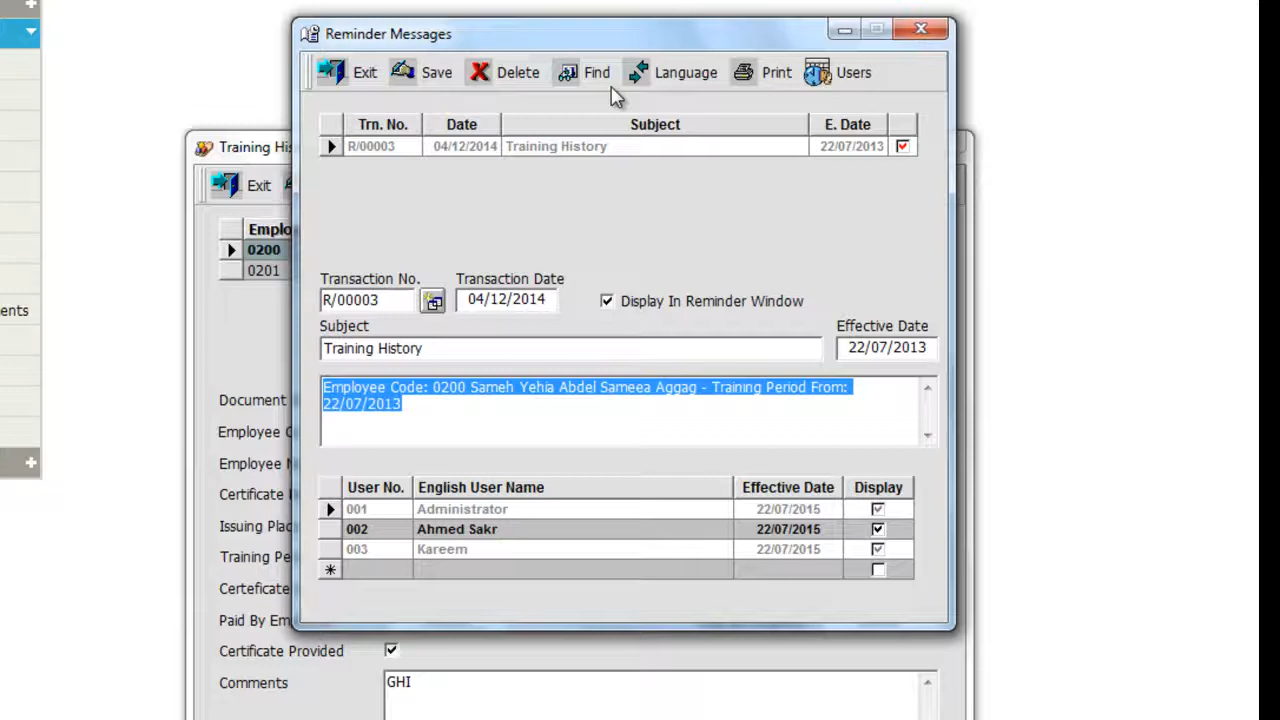 Reminder Messages
Exit Save Delete Find Language Print Users
Trn. No. Date Subject E. Date
R/00003 04/12/2014 Training History 22/07/2013
Transaction No. Transaction Date
R/00003 04/12/2014 Display In Reminder Window
Subject Effective Date
Training History 22/07/2013
Employee Code: 0200 Sameh Yehia Abdel Sameea Aggag - Training Period From:
22/07/2013
User No. English User Name Effective Date Display
001 Administrator 22/07/2015
002 Ahmed Sakr 22/07/2015
003 Kareem 22/07/2015
*
Training His
Exit
Emplo
0200
0201
Document
Employee
Employee
Certificate
Issuing Plac
Training Pe
Certeficate
Paid By Em
Certificate Provided
Comments GHI
ents